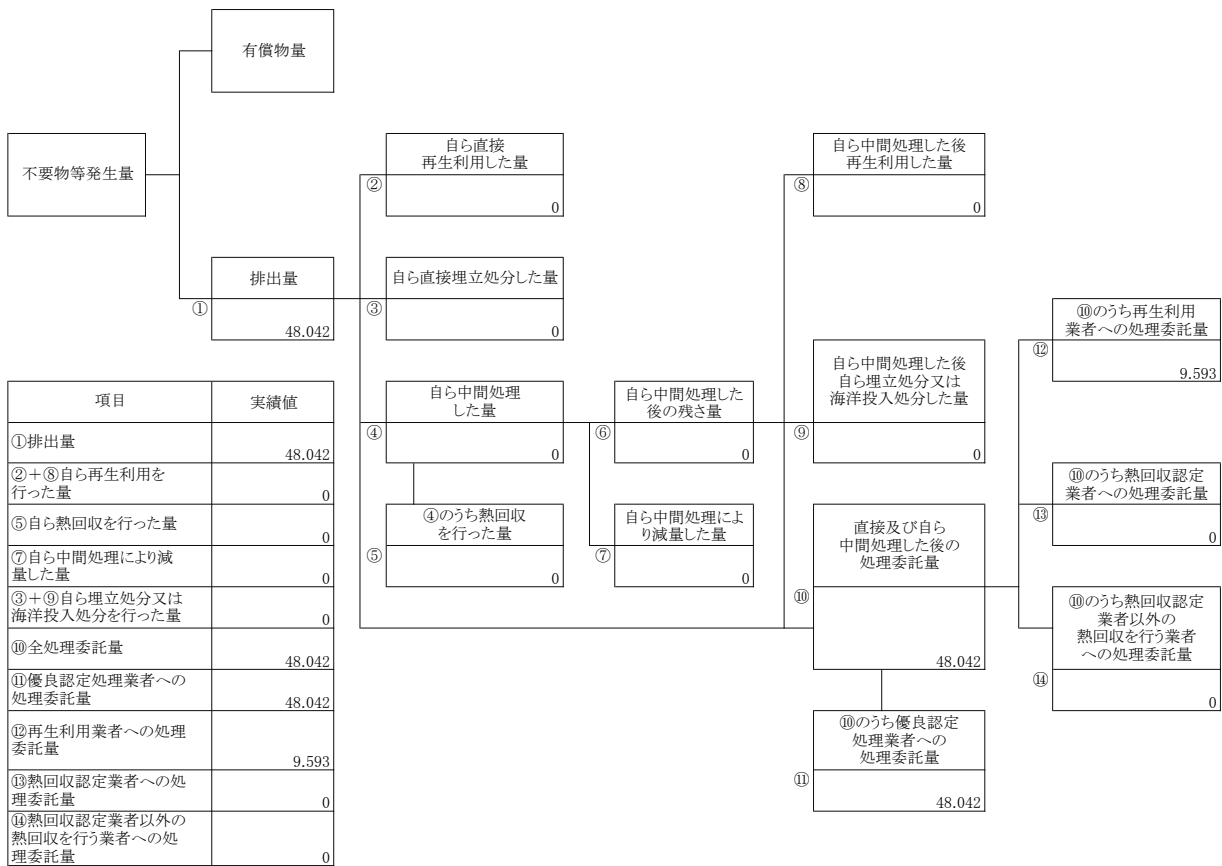 有償物量
不要物等発生量
自ら直接
再生利用した量
②
0
自ら中間処理した後
再生利用した量
⑧
0
排出量
①
48.042
自ら直接埋立処分した量
③
0
⑩のうち再生利用
業者への処理委託量
⑫
9.593
自ら中間処理
した量
④
0
自ら中間処理した
後の残さ量
⑥
0
自ら中間処理した後
自ら埋立処分又は
海洋投入処分した量
⑨
0
⑩のうち熱回収認定
業者への処理委託量
⑬
0
④のうち熱回収
を行った量
⑤
0
自ら中間処理によ
り減量した量
⑦
0
直接及び自ら
中間処理した後の
処理委託量
⑩
48.042
⑩のうち熱回収認定
業者以外の
熱回収を行う業者
への処理委託量
⑭
0
⑩のうち優良認定
処理業者への
処理委託量
⑪
48.042
項目 実績値
①排出量 48.042
②+⑧自ら再生利用を
行った量 0
⑤自ら熱回収を行った量 0
⑦自ら中間処理により減
量した量 0
③+⑨自ら埋立処分又は
海洋投入処分を行った量 0
⑩全処理委託量 48.042
⑪優良認定処理業者への
処理委託量 48.042
⑫再生利用業者への処理
委託量 9.593
⑬熱回収認定業者への処
理委託量 0
⑭熱回収認定業者以外の
熱回収を行う業者への処
理委託量 0